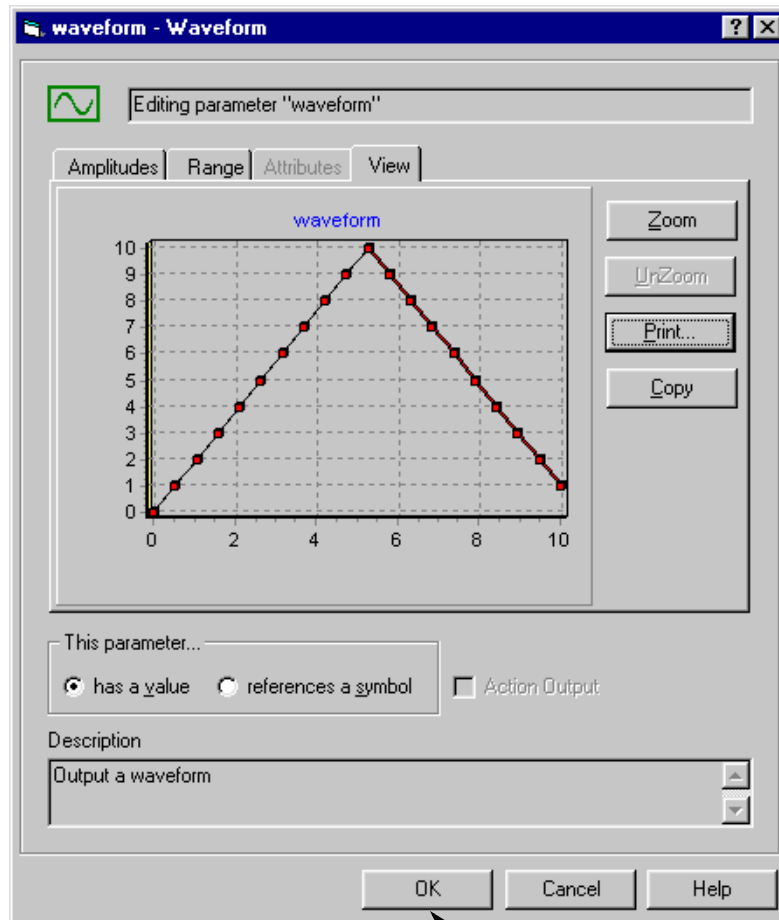 waveform - Waveform
Editing parameter "waveform"
Amplitudes Range Attributes View
waveform
10
9
8
7
6
5
4
3
2
1
0
0 2 4 6 8 10
Zoom
UnZoom
Print...
Copy
This parameter...
has a value references a symbol Action Output
Description
Output a waveform
OK Cancel Help